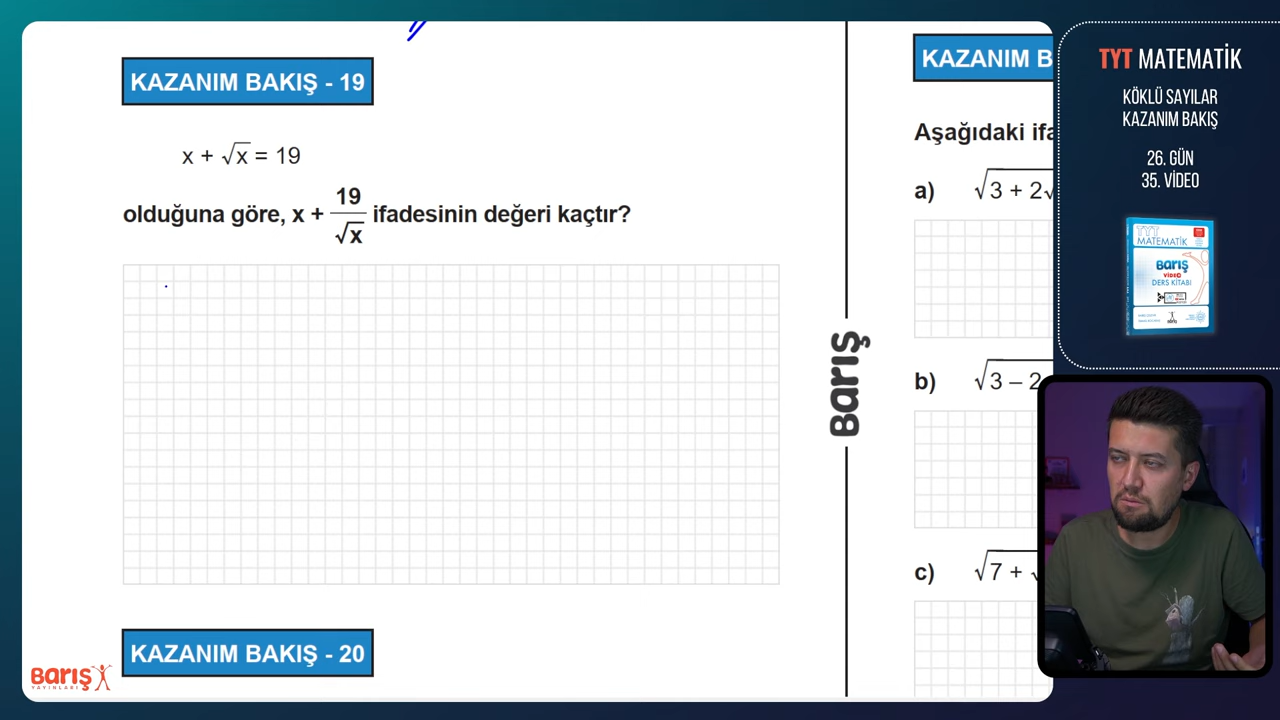 KAZANIM BAKIŞ - 19
x + √x = 19
olduğuna göre, x + 19/√x ifadesinin değeri kaçtır?
KAZANIM BAKIŞ - 20
Barış
YAYINLARI
Barış
KAZANIM B
Aşağıdaki ifa
a) √3 + 2√
b) √3 – 2
c) √7 + √
TYT MATEMATİK
KÖKLÜ SAYILAR
KAZANIM BAKIŞ
26. GÜN
35. VİDEO
TYT
MATEMATİK
Barış
VİDEO
DERS KİTABI